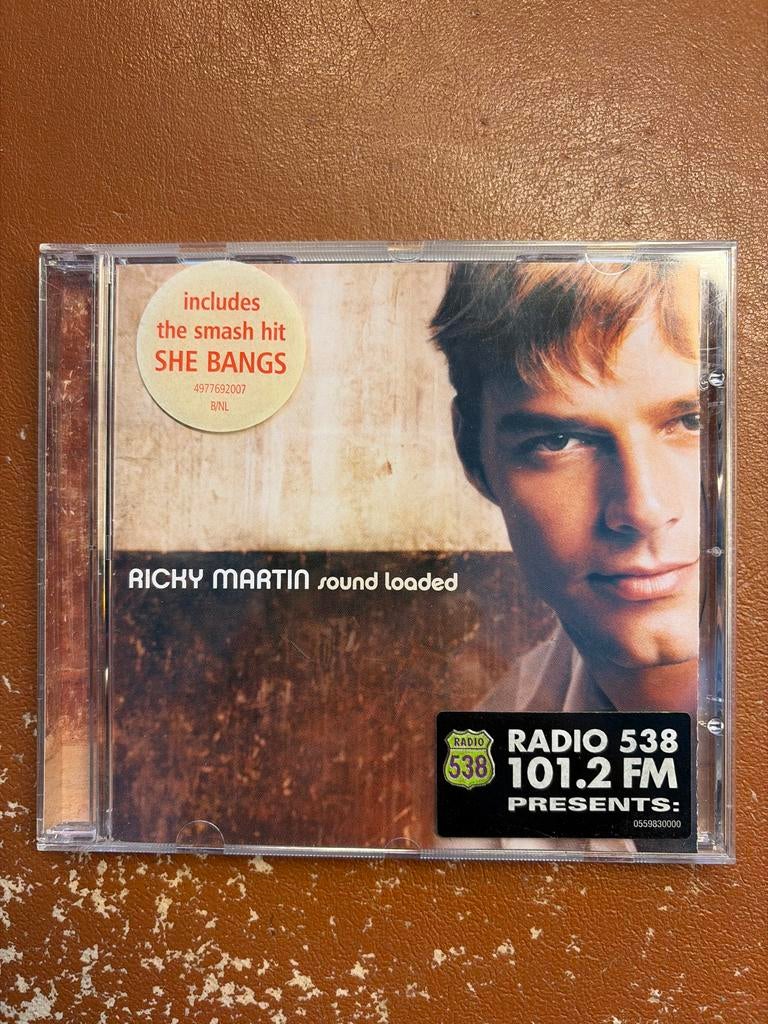 includes
the smash hit
SHE BANGS
4977692007
B/NL
RICKY MARTIN sound loaded
RADIO
538
RADIO 538
101.2 FM
PRESENTS:
0559830000